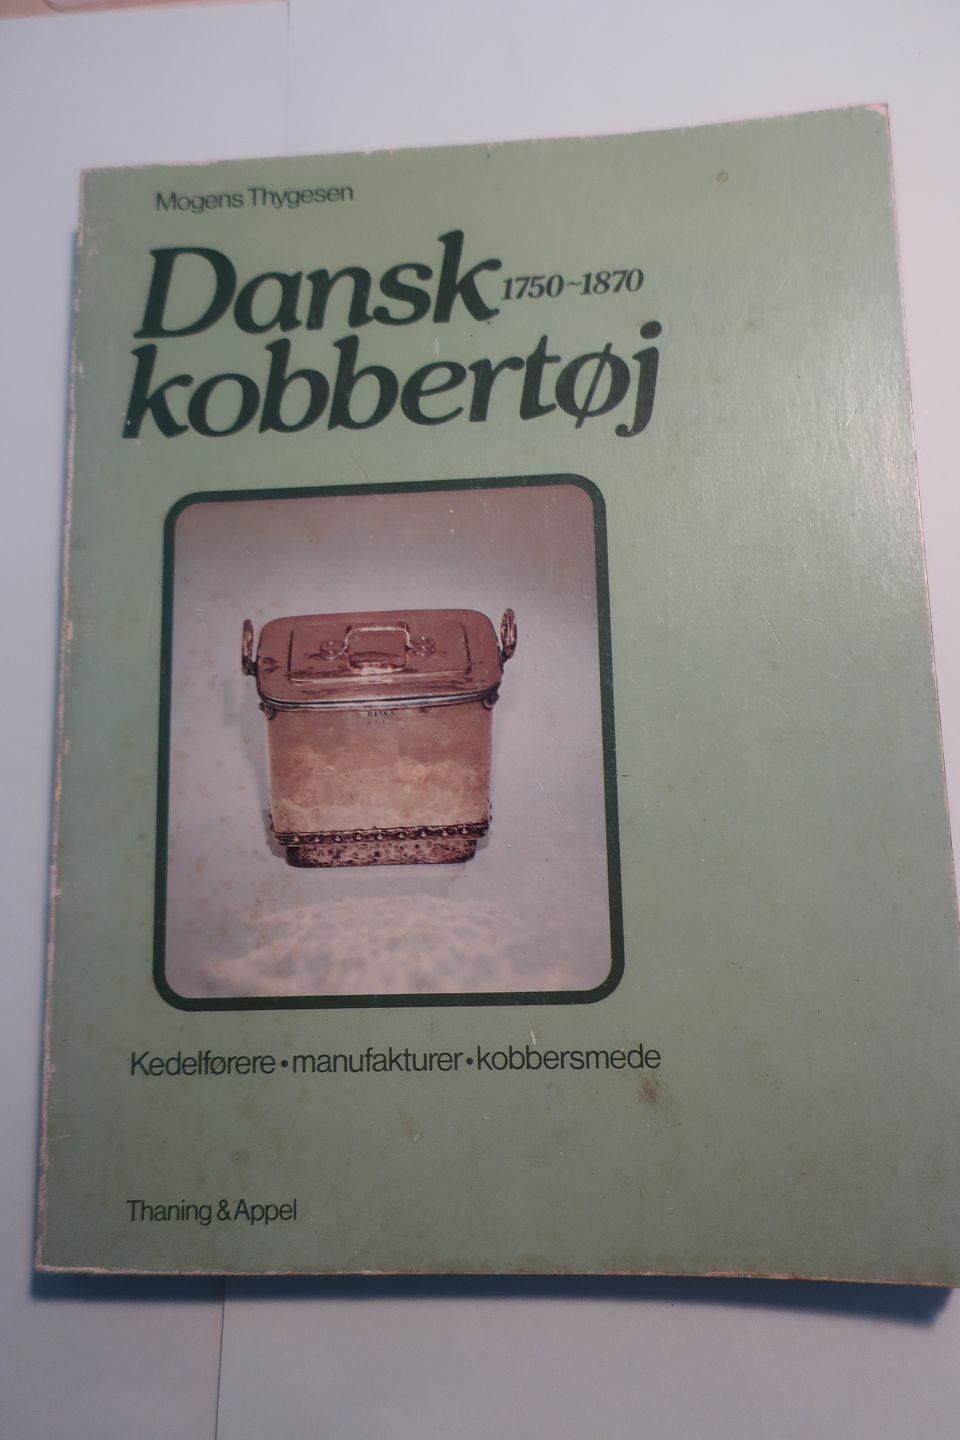 Mogens Thygesen
Dansk 1750~1870
kobbertøj
Kedelførere • manufakturer • kobbersmede
Thaning & Appel